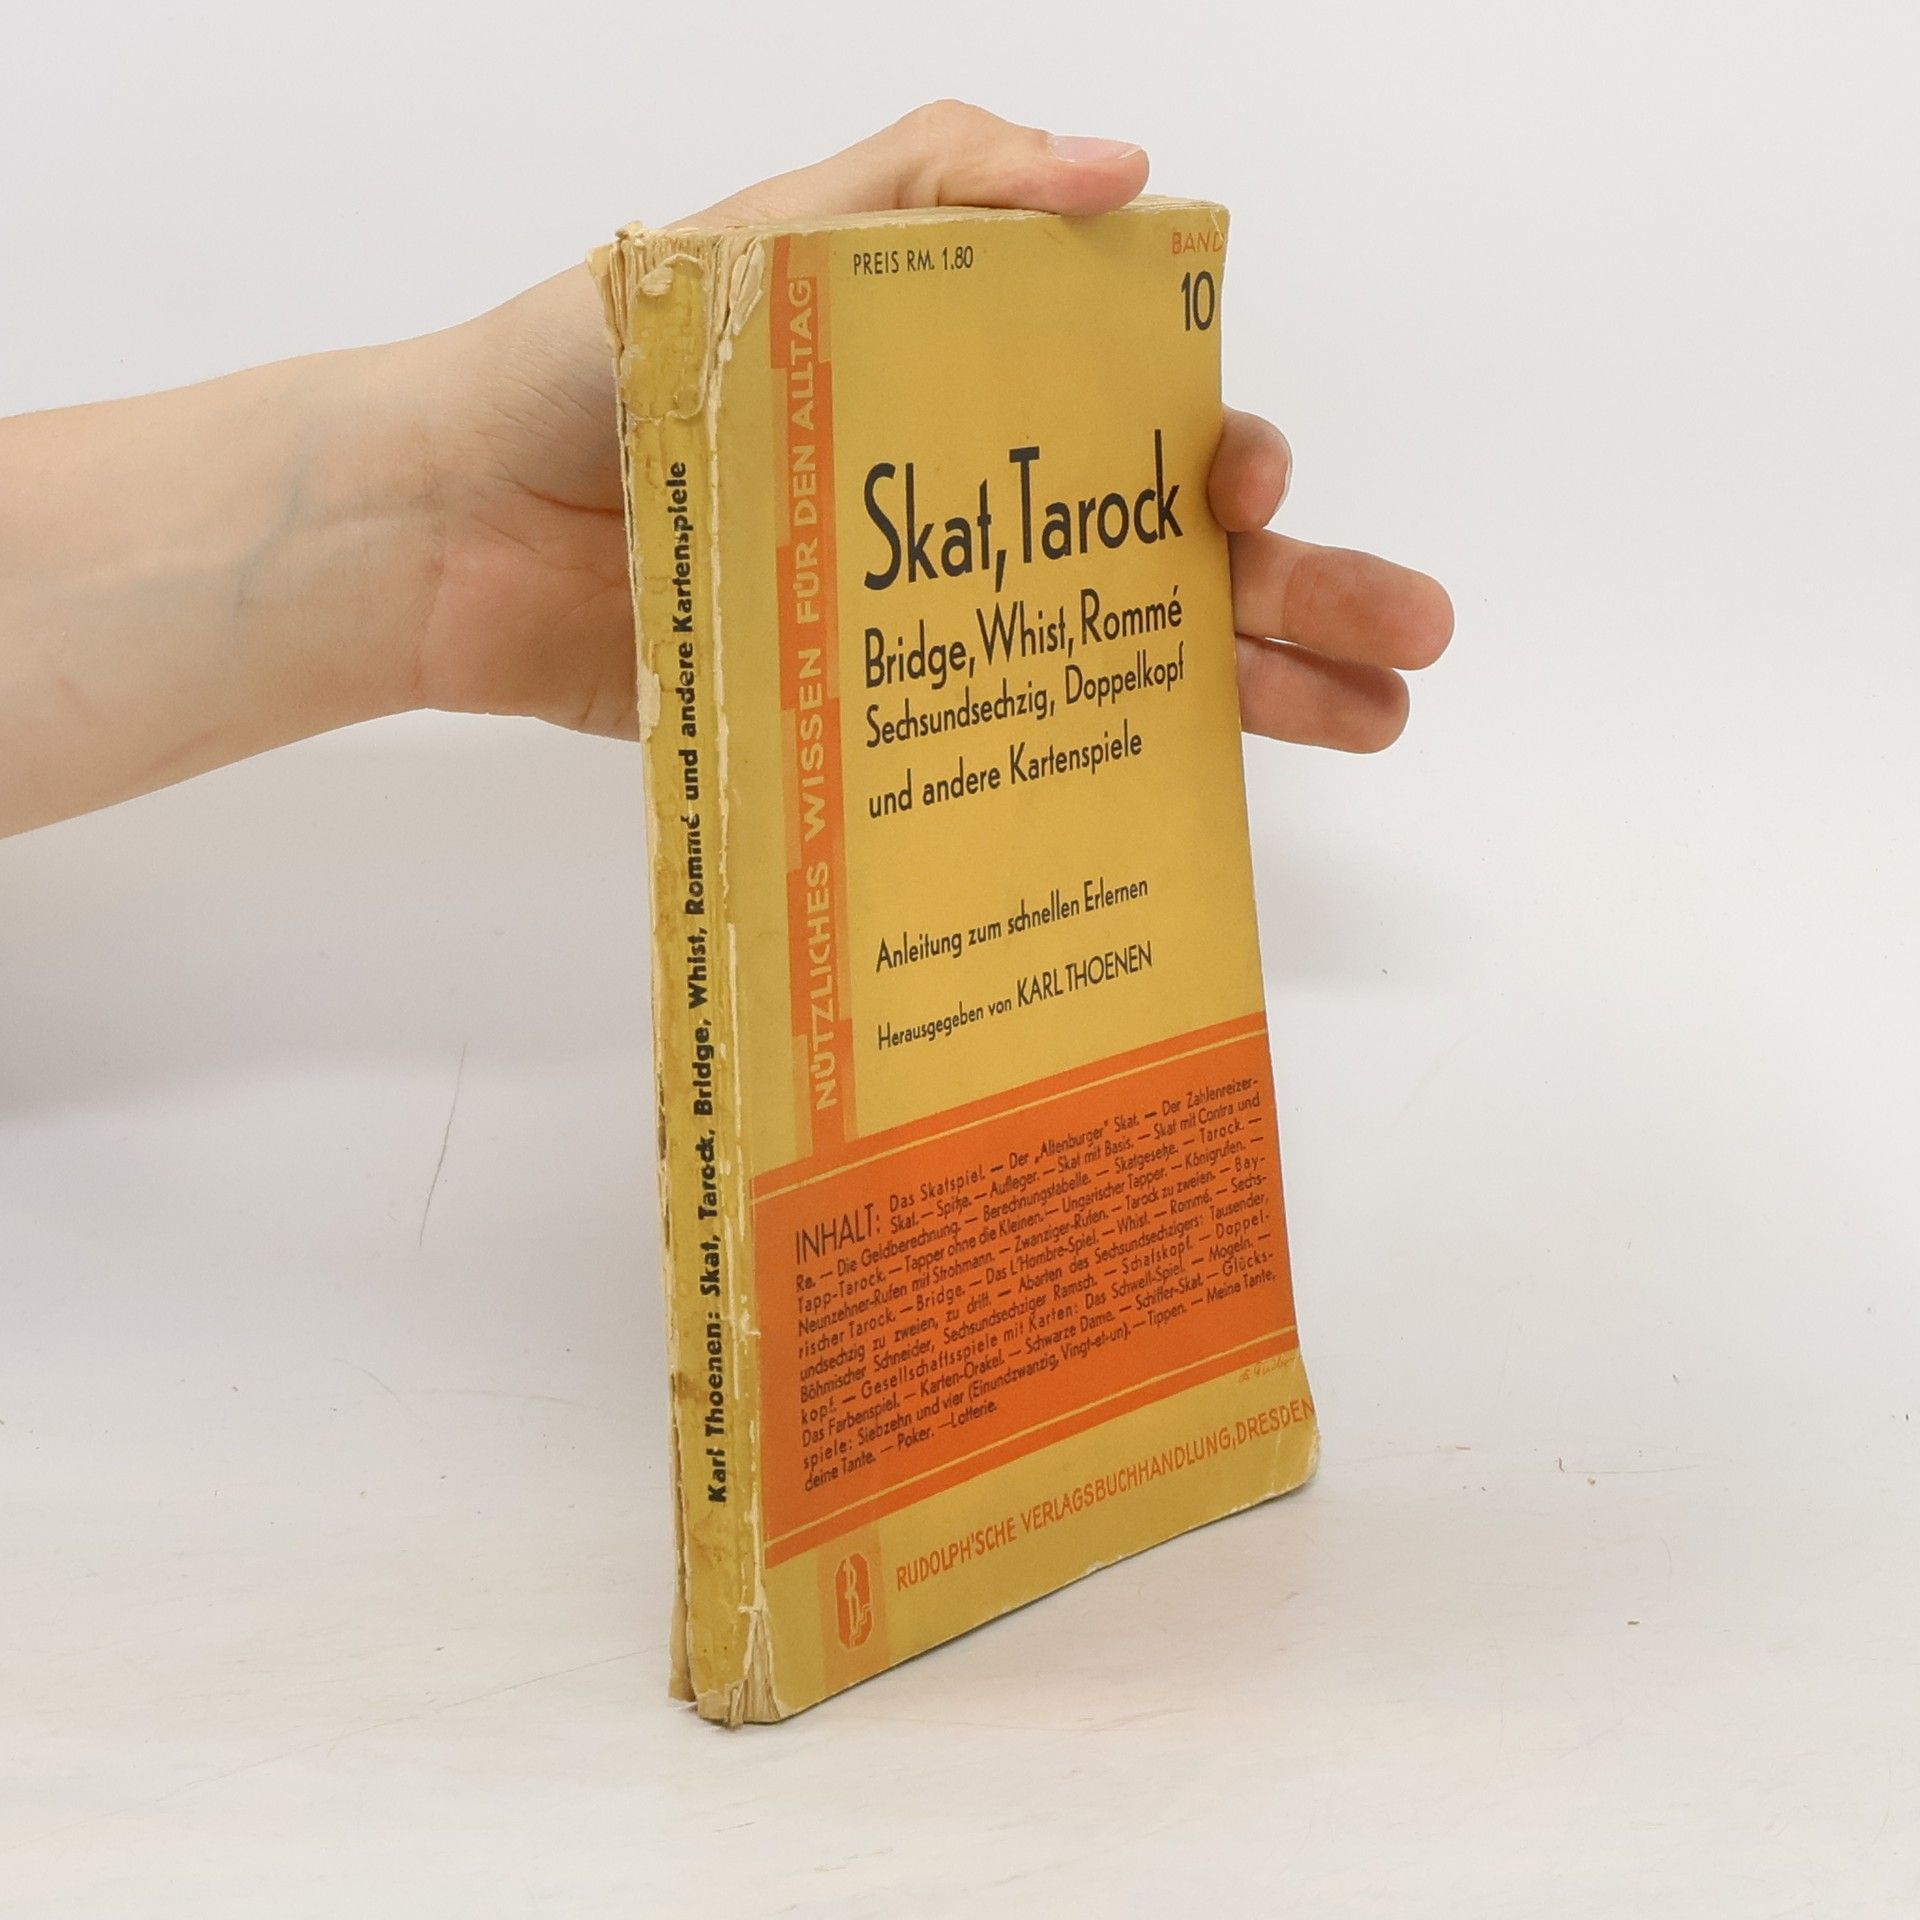 Karl Thoenen: Skat, Tarock, Bridge, Whist, Rommé und andere Kartenspiele
NÜTZLICHES WISSEN FÜR DEN ALLTAG
PREIS RM. 1.80
BAND
10
Skat, Tarock
Bridge, Whist, Rommé
Sechsundsechzig, Doppelkopf
und andere Kartenspiele
Anleitung zum schnellen Erlernen
Herausgegeben von KARL THOENEN
INHALT: Das Skatspiel. — Der „Altenburger" Skat. — Der Zahlenreizer-
Skat. — Spitze. — Aufleger. — Skat mit Basis. — Skat mit Contra und
Re. — Die Geldberechnung. — Berechnungstabelle. — Skatgesetze. — Tarock. —
Tapp-Tarock. — Tapper ohne die Kleinen. — Ungarischer Tapper. — Königrufen. —
Neunzehner-Rufen mit Strohmann. — Zwanziger-Rufen. — Tarock zu zweien. — Bay-
rischer Tarock. — Bridge. — Das L'Hombre-Spiel. — Whist. — Rommé. — Sechs-
undsechzig zu zweien, zu dritt. — Abarten des Sechsundsechzigers: Tausender,
Böhmischer Schneider, Sechsundsechziger Ramsch. — Schafskopf. — Doppel-
kopf. — Gesellschaftsspiele mit Karten: Das Schwell-Spiel. — Mogeln. —
Das Farbenspiel. — Karten-Orakel. — Schwarze Dame. — Schiffer-Skat. — Glücks-
spiele: Siebzehn und vier (Einundzwanzig, Vingt-et-un). — Tippen. — Meine Tante,
deine Tante. — Poker. — Lotterie.
RUDOLPH'SCHE VERLAGSBUCHHANDLUNG, DRESDEN